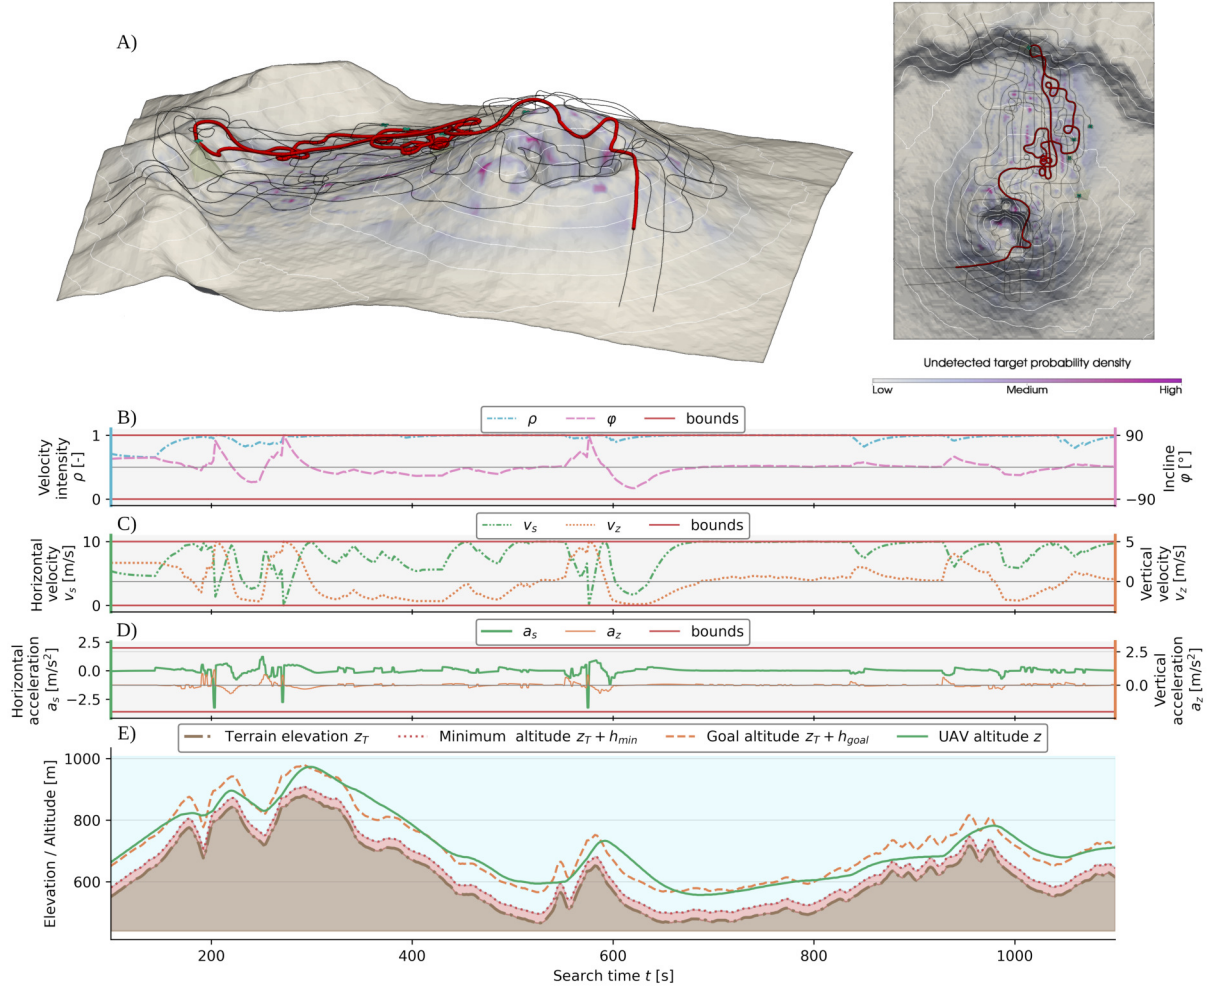 A)
Undetected target probability density
Low Medium High
B)
ρ φ bounds
Velocity
intensity
ρ [-]
1
0
90
−90
Incline
φ [°]
C)
v_s v_z bounds
Horizontal
velocity
v_s [m/s]
10
0
5
0
Vertical
velocity
v_z [m/s]
D)
a_s a_z bounds
Horizontal
acceleration
a_s [m/s²]
2.5
0.0
−2.5
2.5
0.0
Vertical
acceleration
a_z [m/s²]
E)
Terrain elevation z_T Minimum altitude z_T + h_min Goal altitude z_T + h_goal UAV altitude z
Elevation / Altitude [m]
1000
800
600
200 400 600 800 1000
Search time t [s]